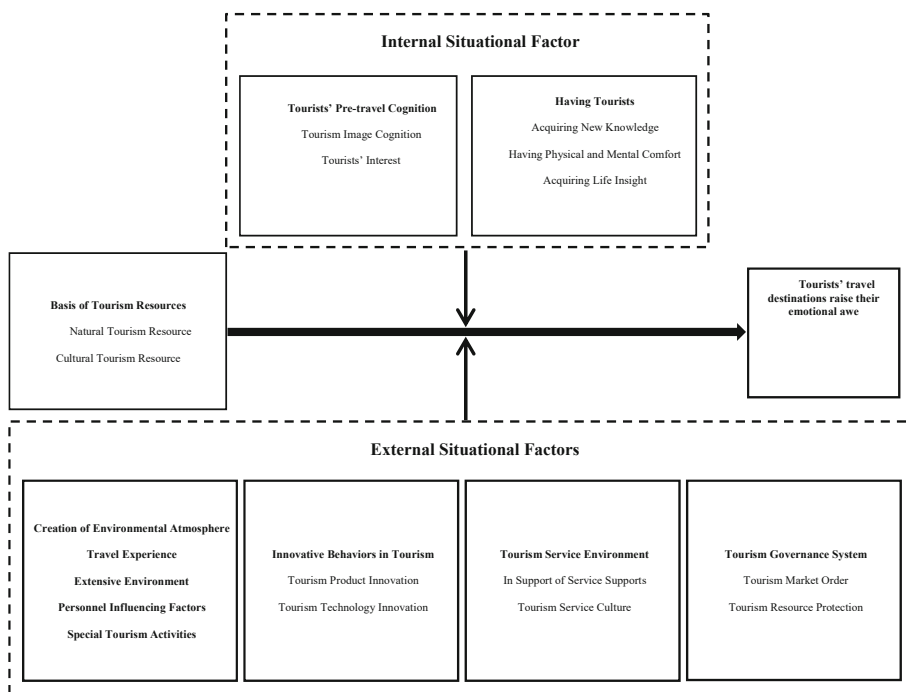 Internal Situational Factor
Tourists' Pre-travel Cognition
Tourism Image Cognition
Tourists' Interest
Having Tourists
Acquiring New Knowledge
Having Physical and Mental Comfort
Acquiring Life Insight
Basis of Tourism Resources
Natural Tourism Resource
Cultural Tourism Resource
Tourists' travel
destinations raise their
emotional awe
External Situational Factors
Creation of Environmental Atmosphere
Travel Experience
Extensive Environment
Personnel Influencing Factors
Special Tourism Activities
Innovative Behaviors in Tourism
Tourism Product Innovation
Tourism Technology Innovation
Tourism Service Environment
In Support of Service Supports
Tourism Service Culture
Tourism Governance System
Tourism Market Order
Tourism Resource Protection